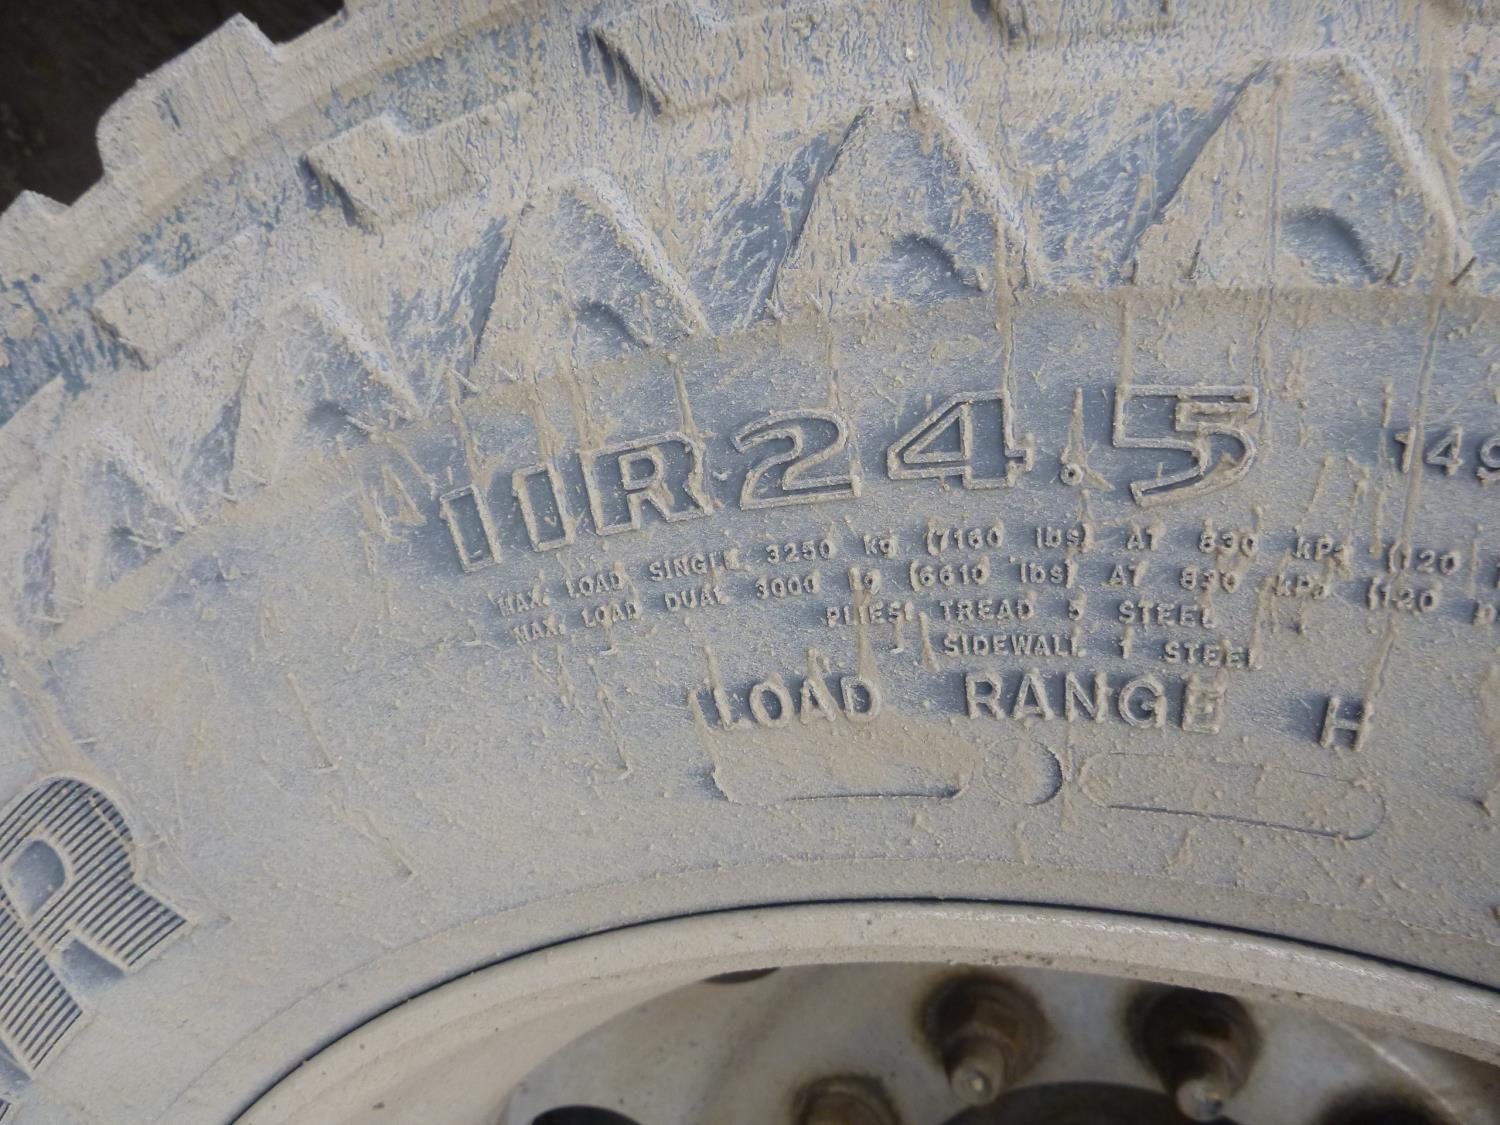 11R24.5 149
MAX. LOAD SINGLE 3250 kg (7160 lbs) AT 830 kPa (120
MAX. LOAD DUAL 3000 kg (6610 lbs) AT 830 kPa (120
PLIES: TREAD 5 STEEL
SIDEWALL 1 STEEL
LOAD RANGE H
R